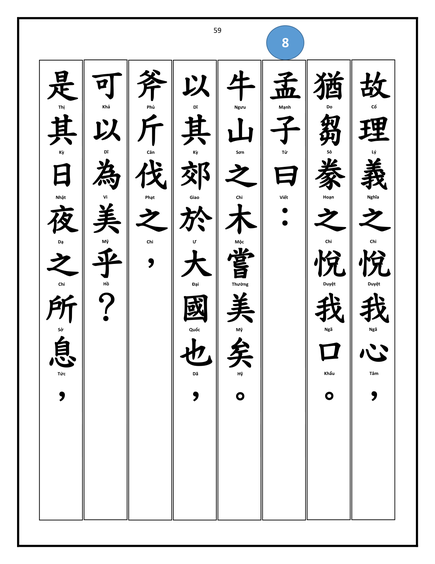 59
8
故理義之悅我心，
Cố Lý Nghĩa Chi Duyệt Ngã Tâm
猶芻豢之悅我口。
Do Sô Hoạn Chi Duyệt Ngã Khẩu
孟子曰：
Mạnh Tử Viết
牛山之木嘗美矣。
Ngưu Sơn Chi Mộc Thường Mỹ Hỹ
以其郊於大國也，
Dĩ Kỳ Giao Ư Đại Quốc Dã
斧斤伐之，
Phủ Cân Phạt Chi
可以為美乎？
Khả Dĩ Vi Mỹ Hồ
是其日夜之所息，
Thị Kỳ Nhật Dạ Chi Sở Tức